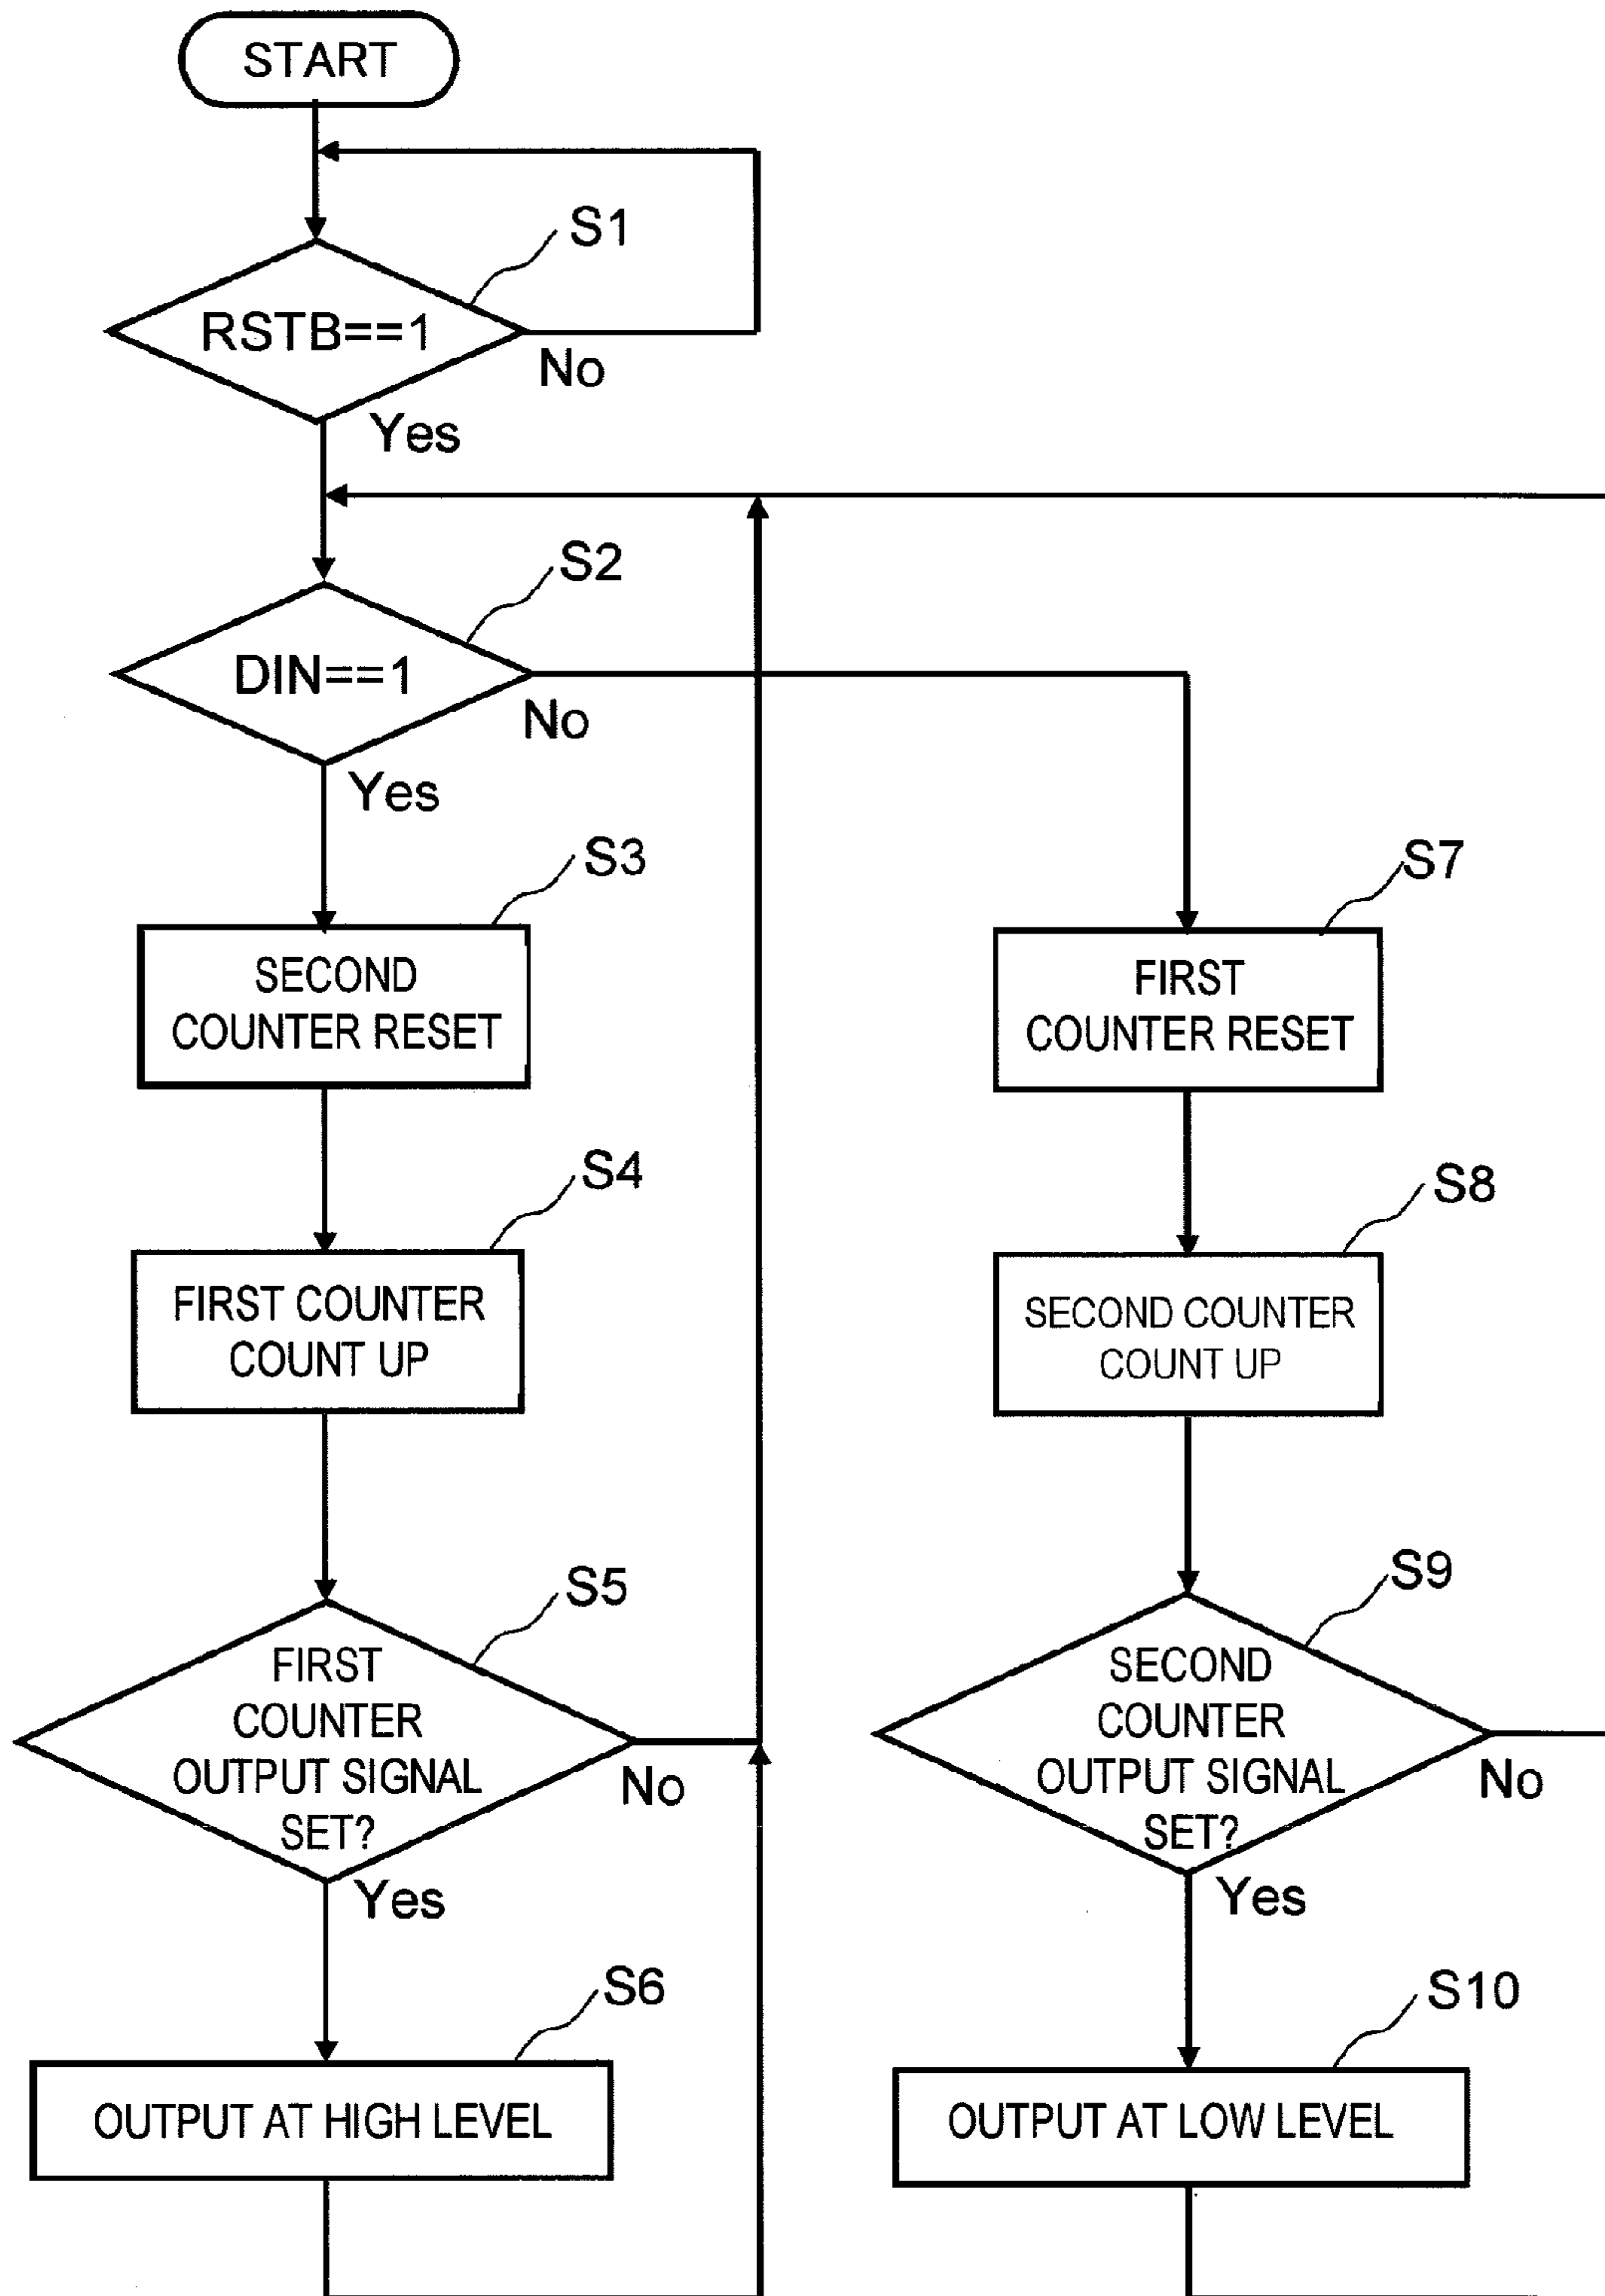 START
S1
RSTB==1
No
Yes
S2
DIN==1
No
Yes
S3
SECOND
COUNTER RESET
S4
FIRST COUNTER
COUNT UP
S5
FIRST
COUNTER
OUTPUT SIGNAL
SET?
No
Yes
S6
OUTPUT AT HIGH LEVEL
S7
FIRST
COUNTER RESET
S8
SECOND COUNTER
COUNT UP
S9
SECOND
COUNTER
OUTPUT SIGNAL
SET?
No
Yes
S10
OUTPUT AT LOW LEVEL